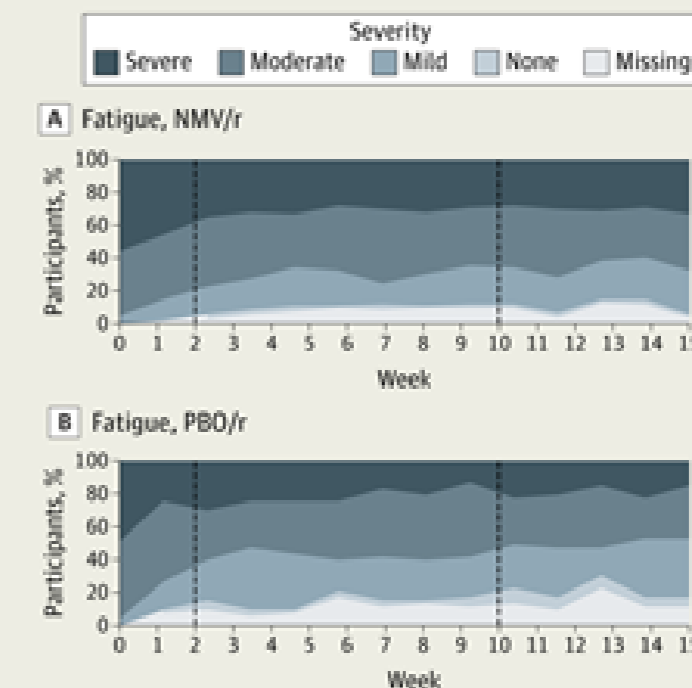 Severity
Severe Moderate Mild None Missing
A Fatigue, NMV/r
Participants, %
100
80
60
40
20
0
0 1 2 3 4 5 6 7 8 9 10 11 12 13 14
Week
B Fatigue, PBO/r
Participants, %
100
80
60
40
20
0
0 1 2 3 4 5 6 7 8 9 10 11 12 13 14
Week